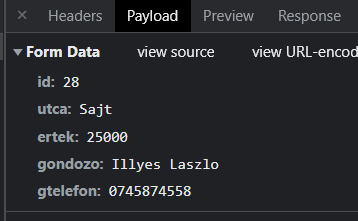 Headers Payload Preview Response
Form Data view source view URL-encod
id: 28
utca: Sajt
ertek: 25000
gondozo: Illyes Laszlo
gtelefon: 0745874558